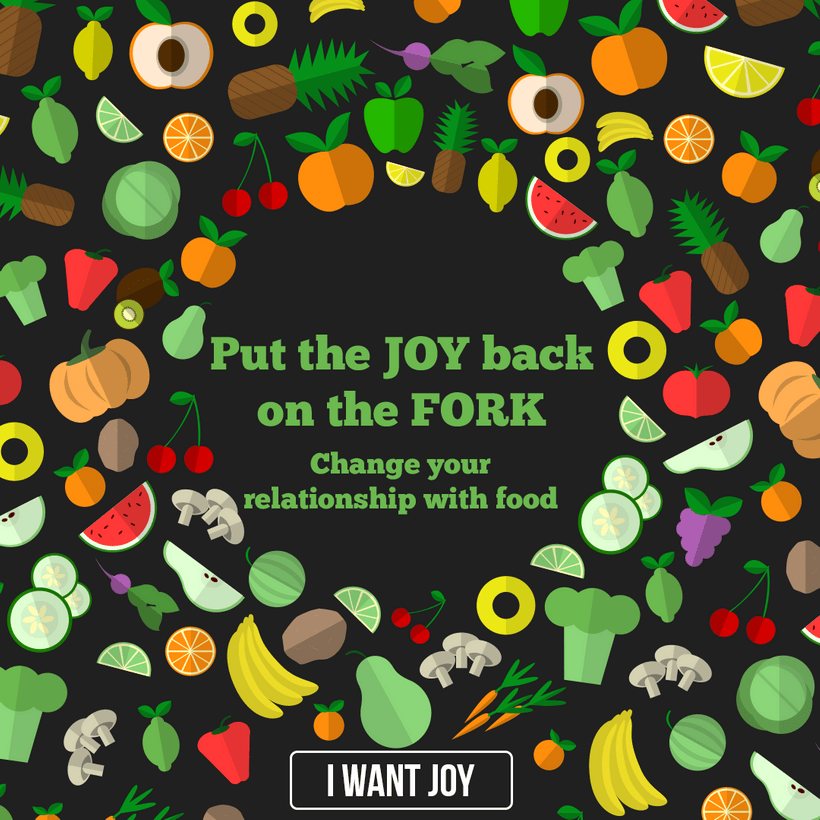 Put the JOY back
on the FORK
Change your
relationship with food
I WANT JOY